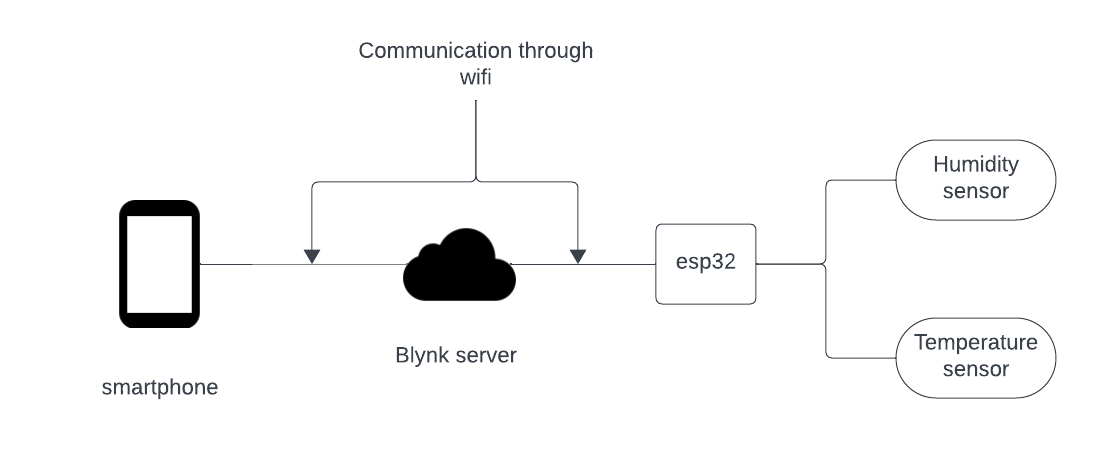 Communication through
wifi
Humidity
sensor
esp32
Temperature
sensor
Blynk server
smartphone